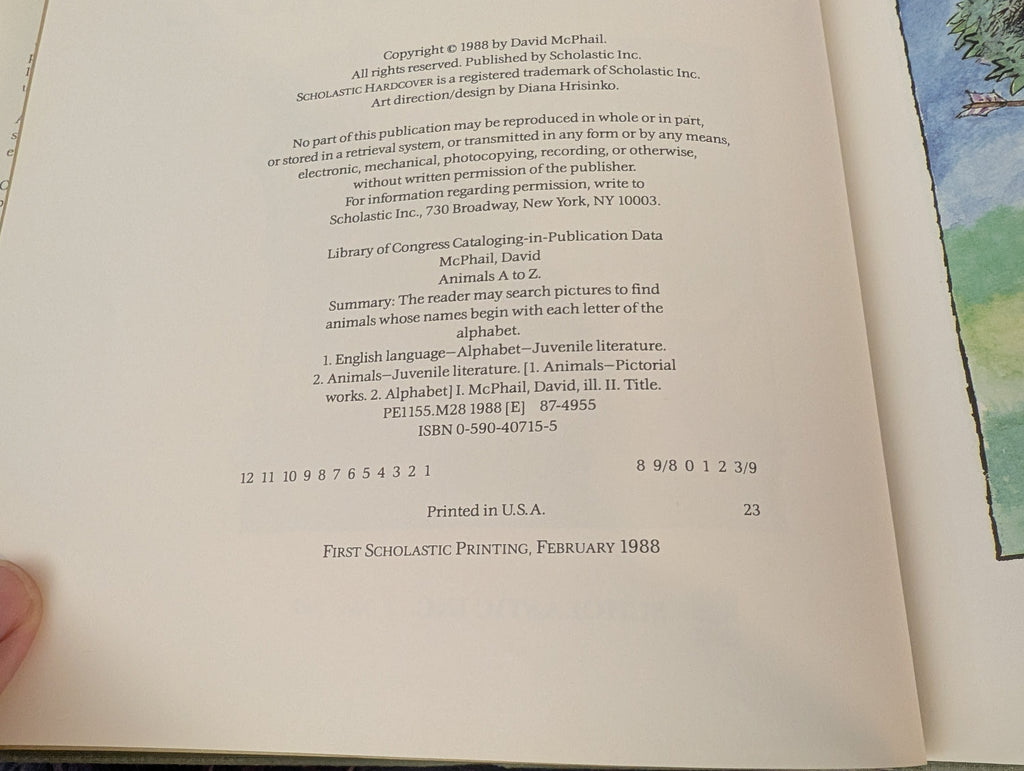 Copyright © 1988 by David McPhail.
All rights reserved. Published by Scholastic Inc.
SCHOLASTIC HARDCOVER is a registered trademark of Scholastic Inc.
Art direction/design by Diana Hrisinko.
No part of this publication may be reproduced in whole or in part,
or stored in a retrieval system, or transmitted in any form or by any means,
electronic, mechanical, photocopying, recording, or otherwise,
without written permission of the publisher.
For information regarding permission, write to
Scholastic Inc., 730 Broadway, New York, NY 10003.
Library of Congress Cataloging-in-Publication Data
McPhail, David
Animals A to Z.
Summary: The reader may search pictures to find
animals whose names begin with each letter of the
alphabet.
1. English language—Alphabet—Juvenile literature.
2. Animals—Juvenile literature. [1. Animals—Pictorial
works. 2. Alphabet] I. McPhail, David, ill. II. Title.
PE1155.M28 1988 [E] 87-4955
ISBN 0-590-40715-5
12 11 10 9 8 7 6 5 4 3 2 1 8 9/8 0 1 2 3/9
Printed in U.S.A. 23
FIRST SCHOLASTIC PRINTING, FEBRUARY 1988